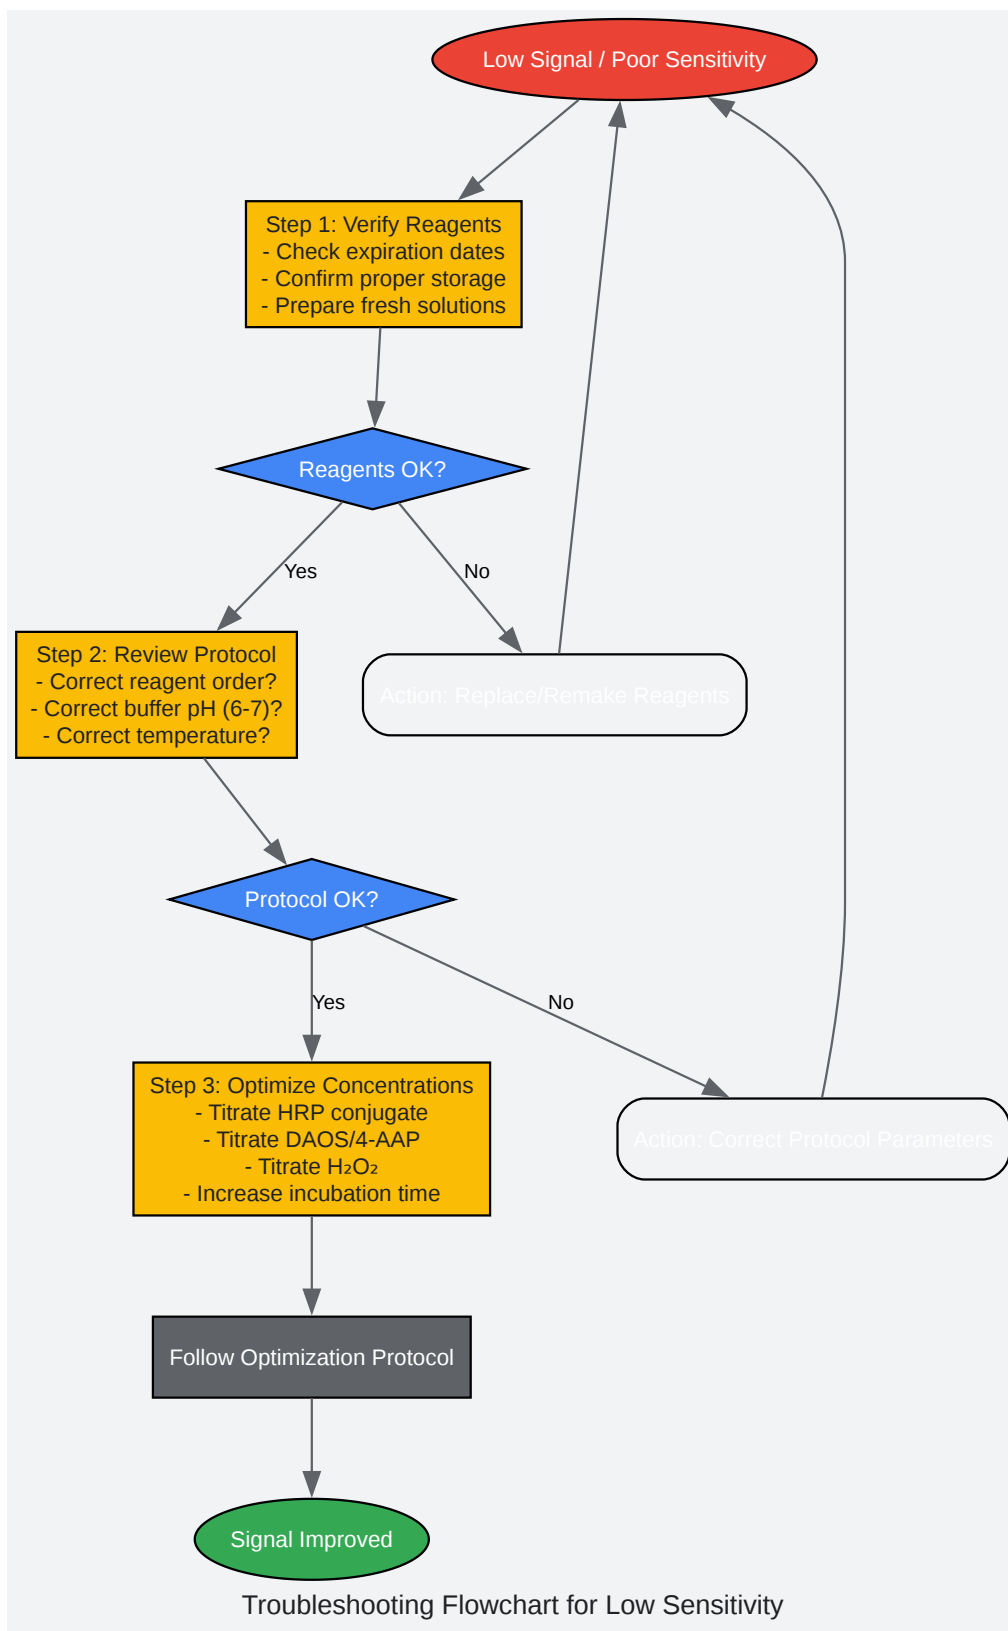 Low Signal / Poor Sensitivity
Step 1: Verify Reagents
- Check expiration dates
- Confirm proper storage
- Prepare fresh solutions
Reagents OK?
Yes
No
Step 2: Review Protocol
- Correct reagent order?
- Correct buffer pH (6-7)?
- Correct temperature?
Action: Replace/Remake Reagents
Protocol OK?
Yes
No
Step 3: Optimize Concentrations
- Titrate HRP conjugate
- Titrate DAOS/4-AAP
- Titrate H₂O₂
- Increase incubation time
Action: Correct Protocol Parameters
Follow Optimization Protocol
Signal Improved
Troubleshooting Flowchart for Low Sensitivity